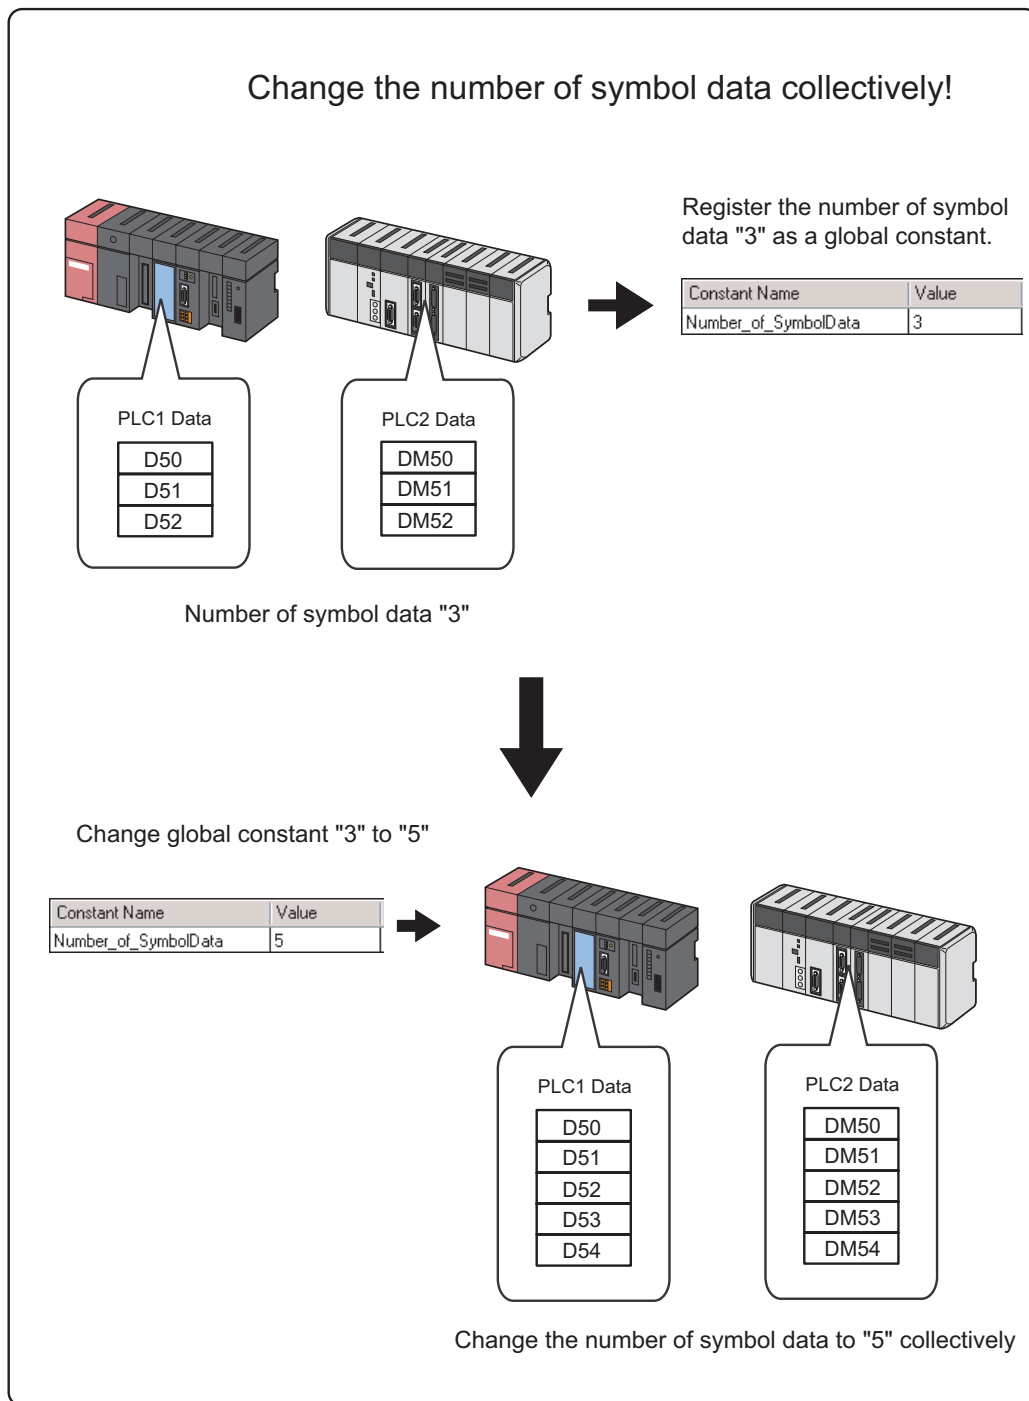 Change the number of symbol data collectively!
Register the number of symbol
data "3" as a global constant.
Constant Name Value
Number_of_SymbolData 3
PLC1 Data
D50
D51
D52
PLC2 Data
DM50
DM51
DM52
Number of symbol data "3"
Change global constant "3" to "5"
Constant Name Value
Number_of_SymbolData 5
PLC1 Data
D50
D51
D52
D53
D54
PLC2 Data
DM50
DM51
DM52
DM53
DM54
Change the number of symbol data to "5" collectively